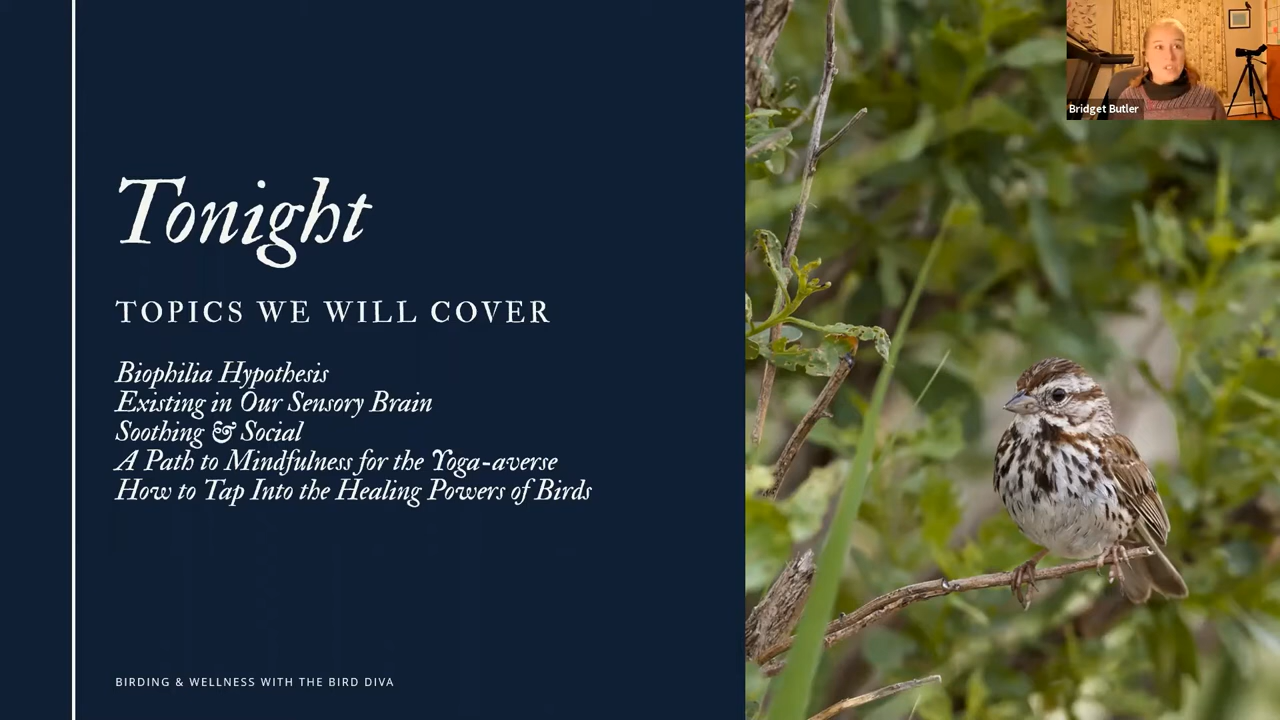 Tonight
TOPICS WE WILL COVER
Biophilia Hypothesis
Existing in Our Sensory Brain
Soothing & Social
A Path to Mindfulness for the Yoga-averse
How to Tap Into the Healing Powers of Birds
BIRDING & WELLNESS WITH THE BIRD DIVA
Bridget Butler